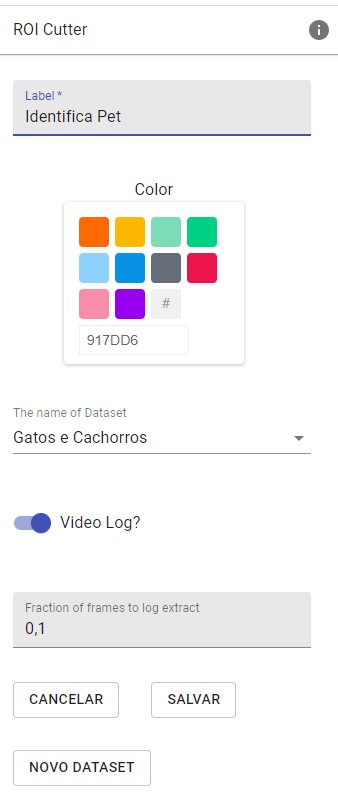 ROI Cutter
i
Label *
Identifica Pet
Color
#
917DD6
The name of Dataset
Gatos e Cachorros
Video Log?
Fraction of frames to log extract
0,1
CANCELAR SALVAR
NOVO DATASET